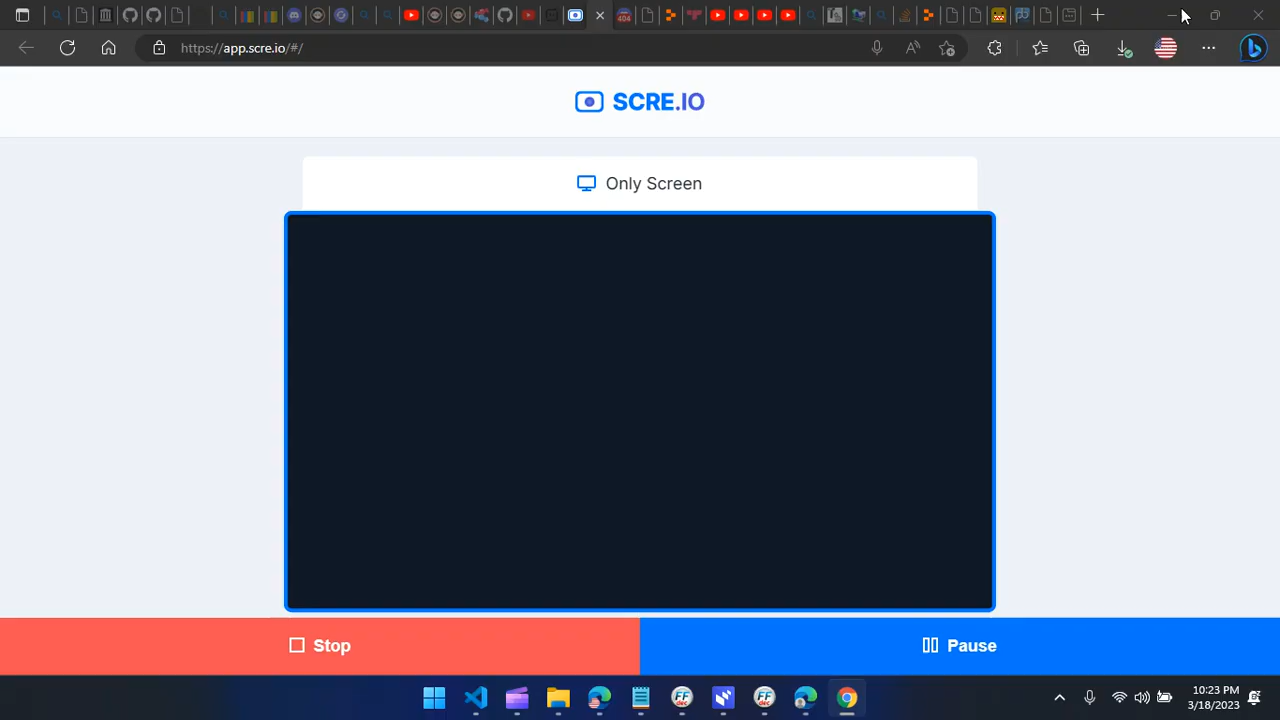 https://app.scre.io/#/
SCRE.IO
Only Screen
Stop
Pause
10:23 PM
3/18/2023